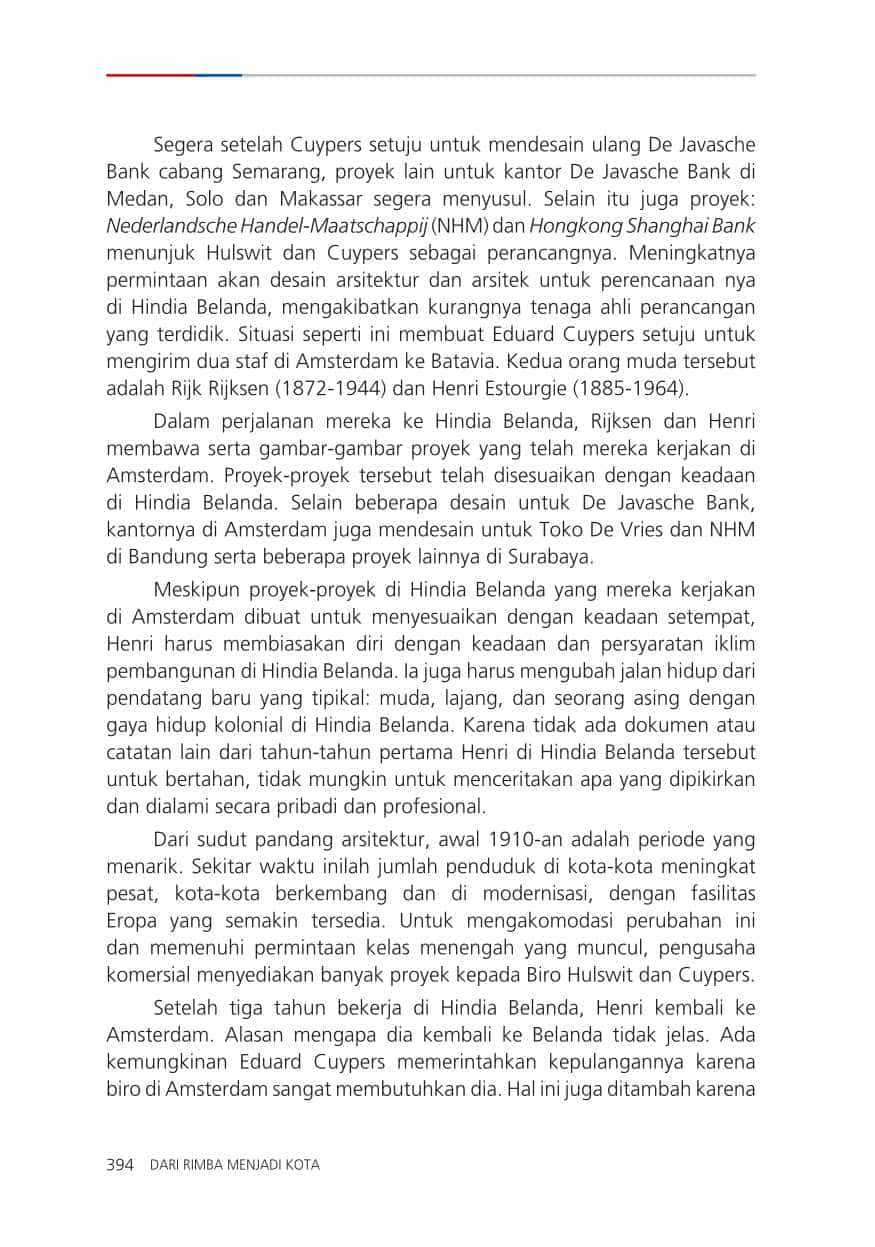 Segera setelah Cuypers setuju untuk mendesain ulang De Javasche
Bank cabang Semarang, proyek lain untuk kantor De Javasche Bank di
Medan, Solo dan Makassar segera menyusul. Selain itu juga proyek:
Nederlandsche Handel-Maatschappij (NHM) dan Hongkong Shanghai Bank
menunjuk Hulswit dan Cuypers sebagai perancangnya. Meningkatnya
permintaan akan desain arsitektur dan arsitek untuk perencanaan nya
di Hindia Belanda, mengakibatkan kurangnya tenaga ahli perancangan
yang terdidik. Situasi seperti ini membuat Eduard Cuypers setuju untuk
mengirim dua staf di Amsterdam ke Batavia. Kedua orang muda tersebut
adalah Rijk Rijksen (1872-1944) dan Henri Estourgie (1885-1964).
Dalam perjalanan mereka ke Hindia Belanda, Rijksen dan Henri
membawa serta gambar-gambar proyek yang telah mereka kerjakan di
Amsterdam. Proyek-proyek tersebut telah disesuaikan dengan keadaan
di Hindia Belanda. Selain beberapa desain untuk De Javasche Bank,
kantornya di Amsterdam juga mendesain untuk Toko De Vries dan NHM
di Bandung serta beberapa proyek lainnya di Surabaya.
Meskipun proyek-proyek di Hindia Belanda yang mereka kerjakan
di Amsterdam dibuat untuk menyesuaikan dengan keadaan setempat,
Henri harus membiasakan diri dengan keadaan dan persyaratan iklim
pembangunan di Hindia Belanda. Ia juga harus mengubah jalan hidup dari
pendatang baru yang tipikal: muda, lajang, dan seorang asing dengan
gaya hidup kolonial di Hindia Belanda. Karena tidak ada dokumen atau
catatan lain dari tahun-tahun pertama Henri di Hindia Belanda tersebut
untuk bertahan, tidak mungkin untuk menceritakan apa yang dipikirkan
dan dialami secara pribadi dan profesional.
Dari sudut pandang arsitektur, awal 1910-an adalah periode yang
menarik. Sekitar waktu inilah jumlah penduduk di kota-kota meningkat
pesat, kota-kota berkembang dan di modernisasi, dengan fasilitas
Eropa yang semakin tersedia. Untuk mengakomodasi perubahan ini
dan memenuhi permintaan kelas menengah yang muncul, pengusaha
komersial menyediakan banyak proyek kepada Biro Hulswit dan Cuypers.
Setelah tiga tahun bekerja di Hindia Belanda, Henri kembali ke
Amsterdam. Alasan mengapa dia kembali ke Belanda tidak jelas. Ada
kemungkinan Eduard Cuypers memerintahkan kepulangannya karena
biro di Amsterdam sangat membutuhkan dia. Hal ini juga ditambah karena
394 DARI RIMBA MENJADI KOTA